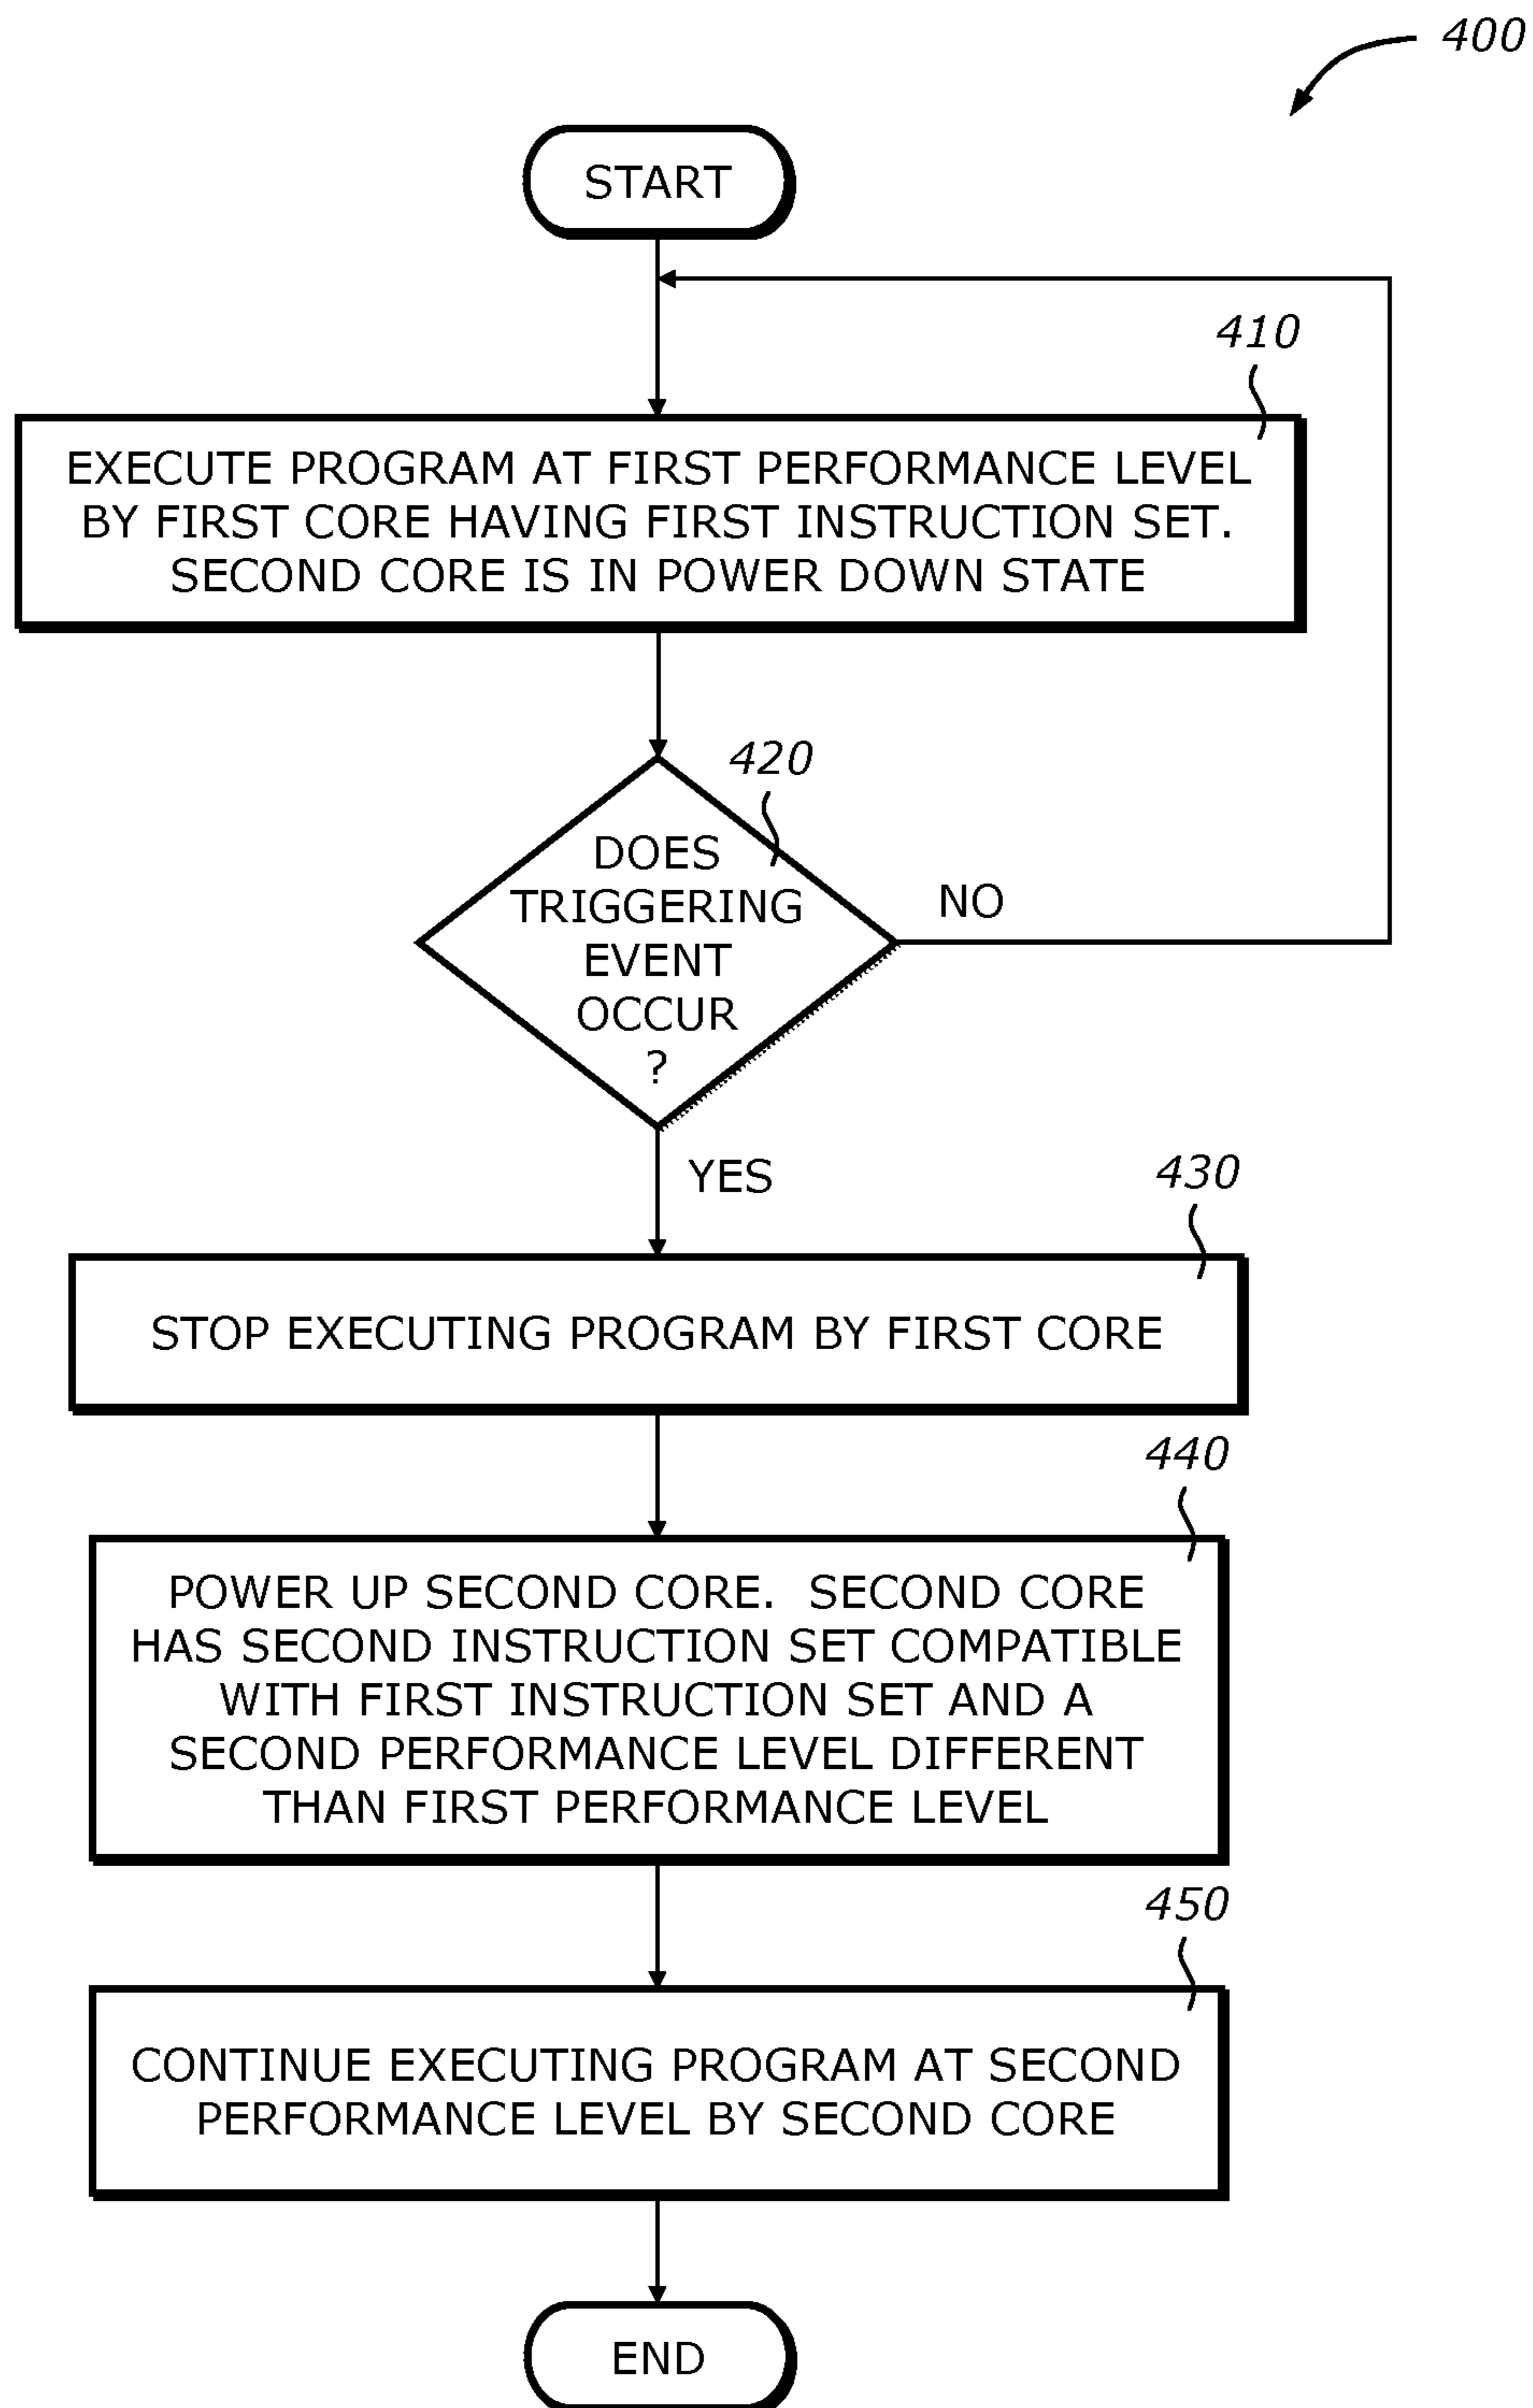 400
START
410
EXECUTE PROGRAM AT FIRST PERFORMANCE LEVEL
BY FIRST CORE HAVING FIRST INSTRUCTION SET.
SECOND CORE IS IN POWER DOWN STATE
420
DOES
TRIGGERING
EVENT
OCCUR
?
NO
YES
430
STOP EXECUTING PROGRAM BY FIRST CORE
440
POWER UP SECOND CORE.  SECOND CORE
HAS SECOND INSTRUCTION SET COMPATIBLE
WITH FIRST INSTRUCTION SET AND A
SECOND PERFORMANCE LEVEL DIFFERENT
THAN FIRST PERFORMANCE LEVEL
450
CONTINUE EXECUTING PROGRAM AT SECOND
PERFORMANCE LEVEL BY SECOND CORE
END